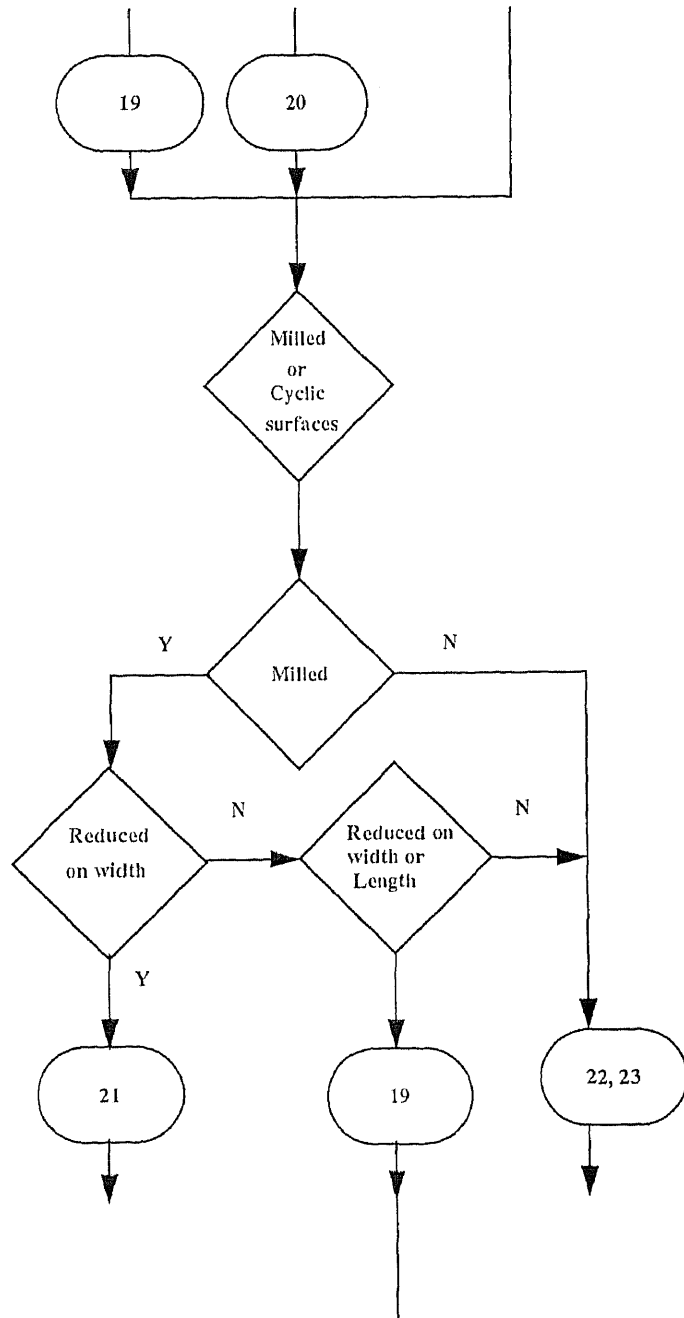 19
20
Milled
or
Cyclic
surfaces
Y
N
Milled
Reduced
on width
N
Reduced on
width or
Length
N
Y
21
19
22, 23